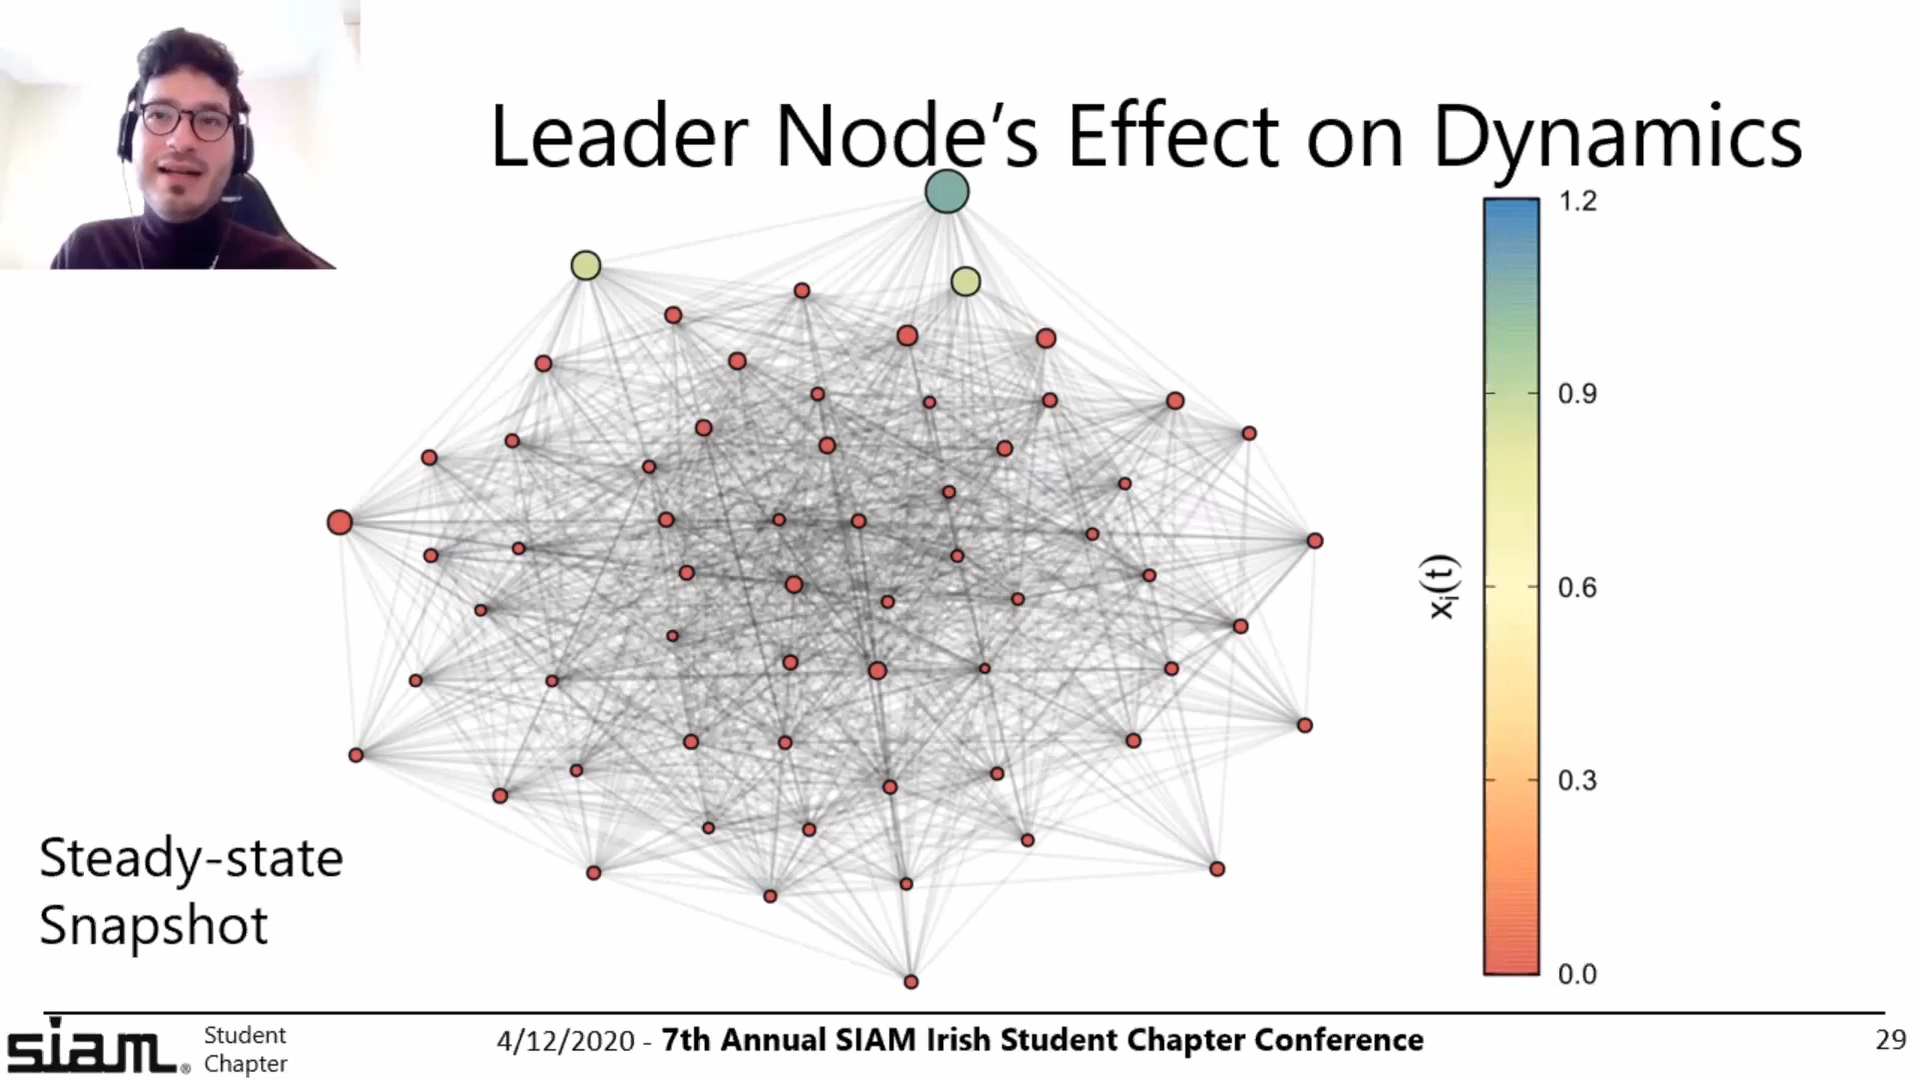 Leader Node’s Effect on Dynamics
1.2
0.9
0.6
0.3
0.0
xi(t)
Steady-state
Snapshot
siam®
Student
Chapter
4/12/2020 - 7th Annual SIAM Irish Student Chapter Conference
29